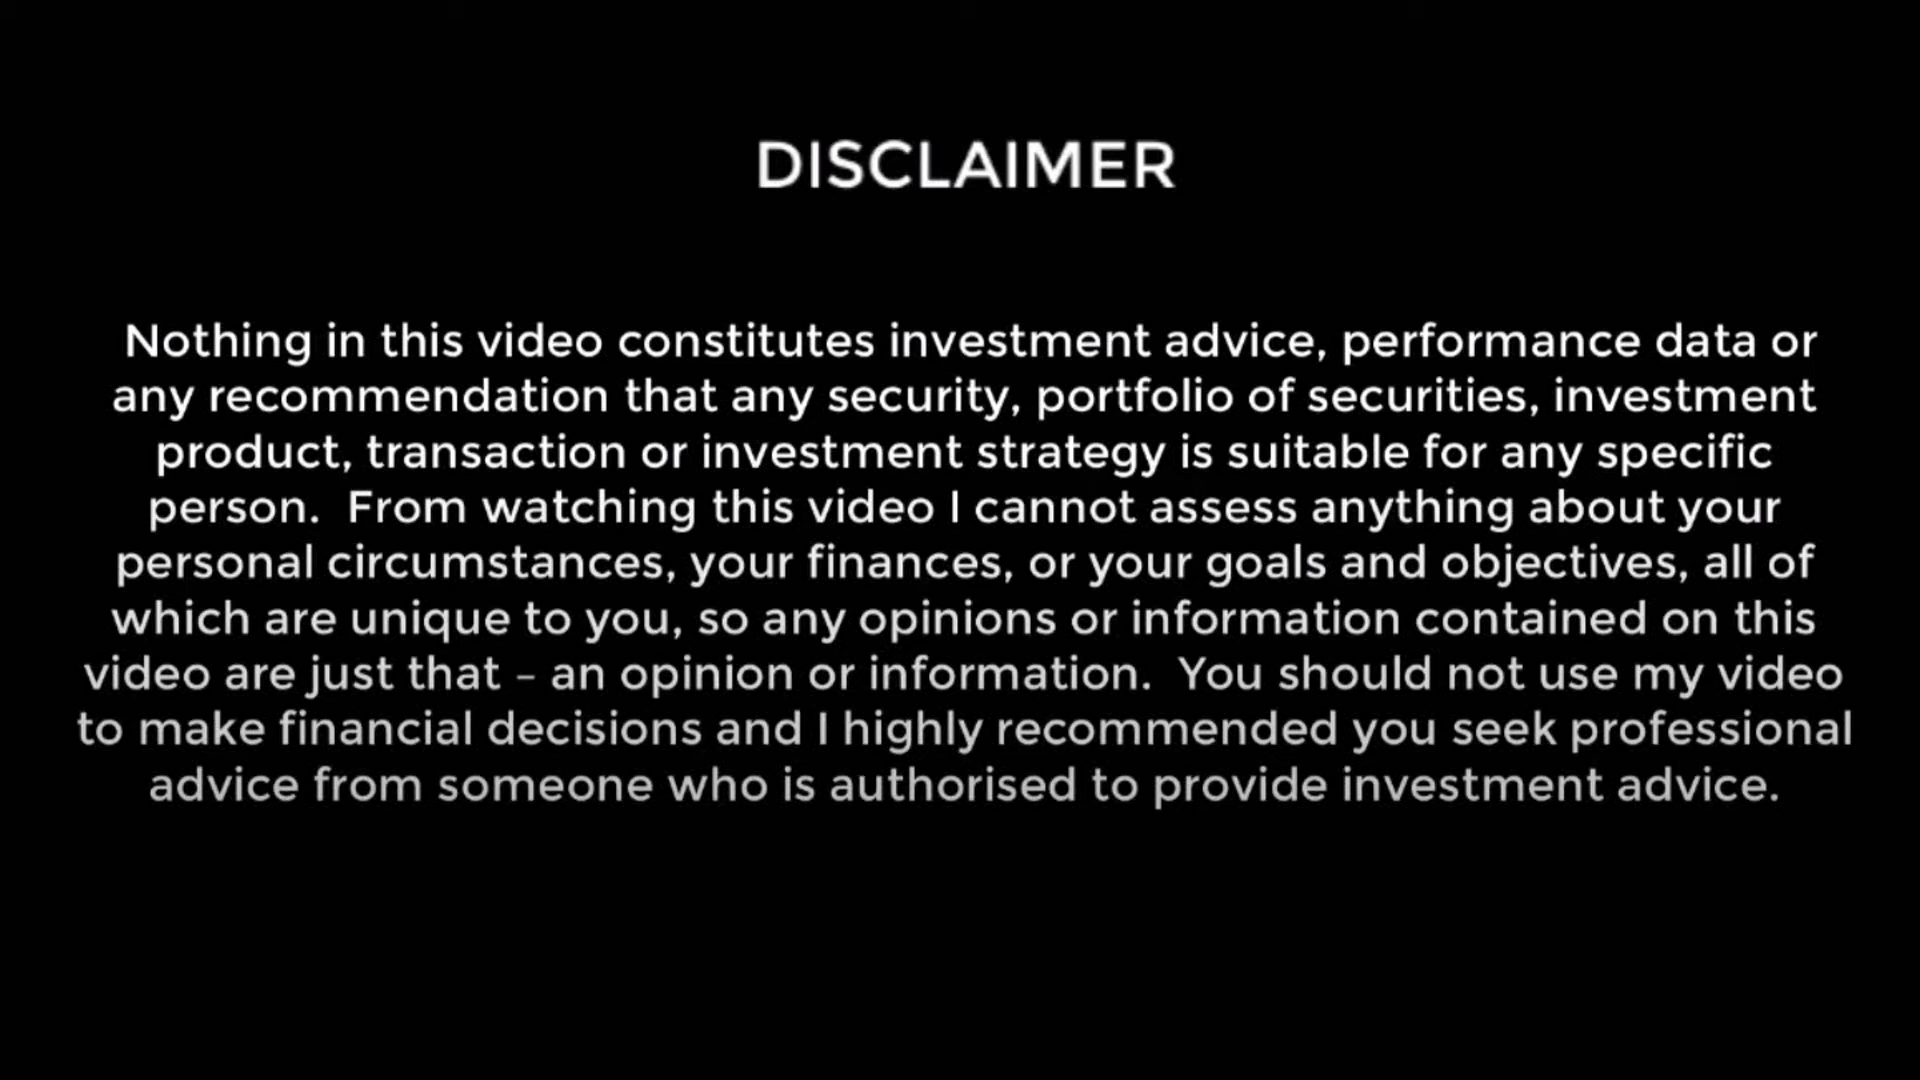 DISCLAIMER
Nothing in this video constitutes investment advice, performance data or
any recommendation that any security, portfolio of securities, investment
product, transaction or investment strategy is suitable for any specific
person.  From watching this video I cannot assess anything about your
personal circumstances, your finances, or your goals and objectives, all of
which are unique to you, so any opinions or information contained on this
video are just that – an opinion or information.  You should not use my video
to make financial decisions and I highly recommended you seek professional
advice from someone who is authorised to provide investment advice.